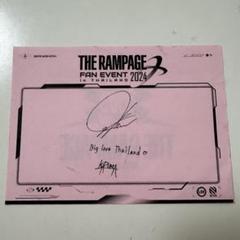 THE RAMPAGE
FAN EVENT 2024
IN THAILAND
Big love Thailand